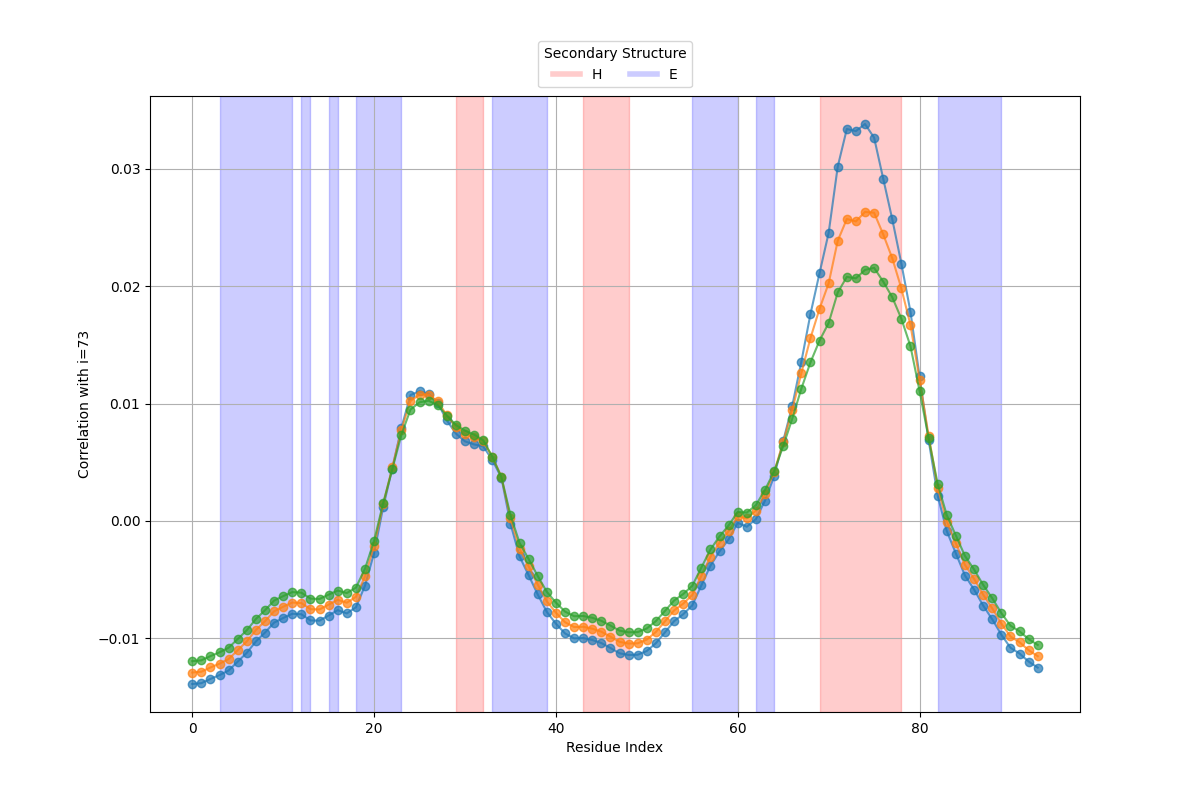 Secondary Structure
H E
0.03
0.02
0.01
0.00
−0.01
Correlation with i=73
0 20 40 60 80
Residue Index